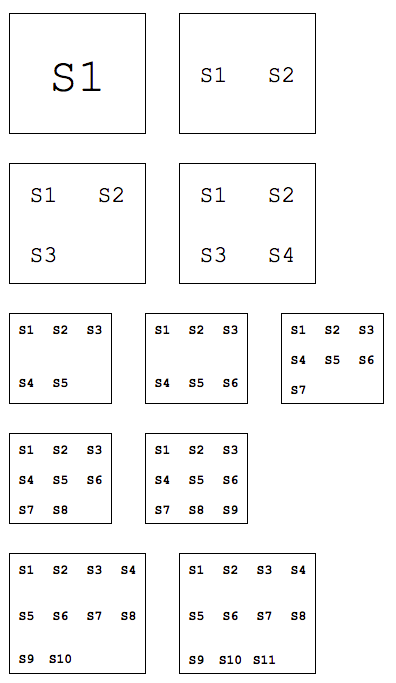 S1 S1 S2
S1 S2 S1 S2
S3 S3 S4
S1 S2 S3 S1 S2 S3 S1 S2 S3
S4 S5 S6
S4 S5 S4 S5 S6
S7
S1 S2 S3 S1 S2 S3
S4 S5 S6 S4 S5 S6
S7 S8 S7 S8 S9
S1 S2 S3 S4 S1 S2 S3 S4
S5 S6 S7 S8 S5 S6 S7 S8
S9 S10 S9 S10 S11